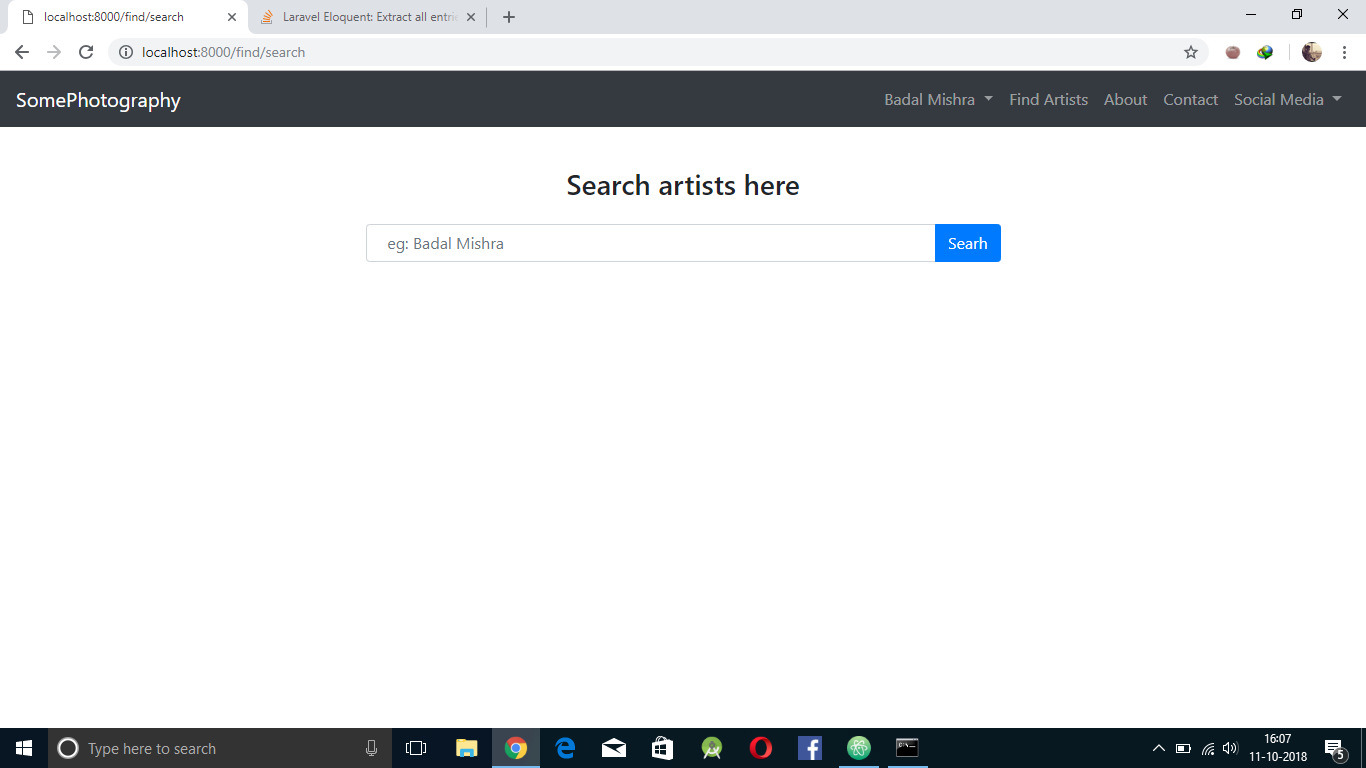 localhost:8000/find/search
Laravel Eloquent: Extract all entrie
localhost:8000/find/search
SomePhotography
Badal Mishra
Find Artists
About
Contact
Social Media
Search artists here
eg: Badal Mishra
Searh
Type here to search
16:07
11-10-2018
5